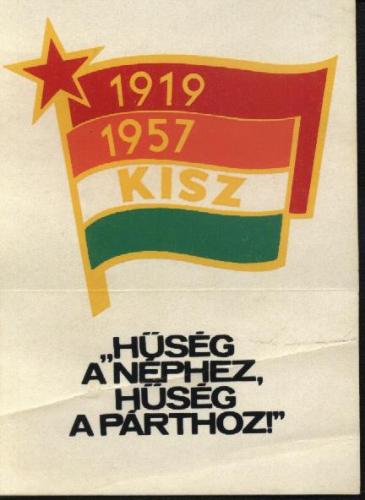 1919
1957
KISZ
„HŰSÉG
A NÉPHEZ,
HŰSÉG
A PÁRTHOZ!”